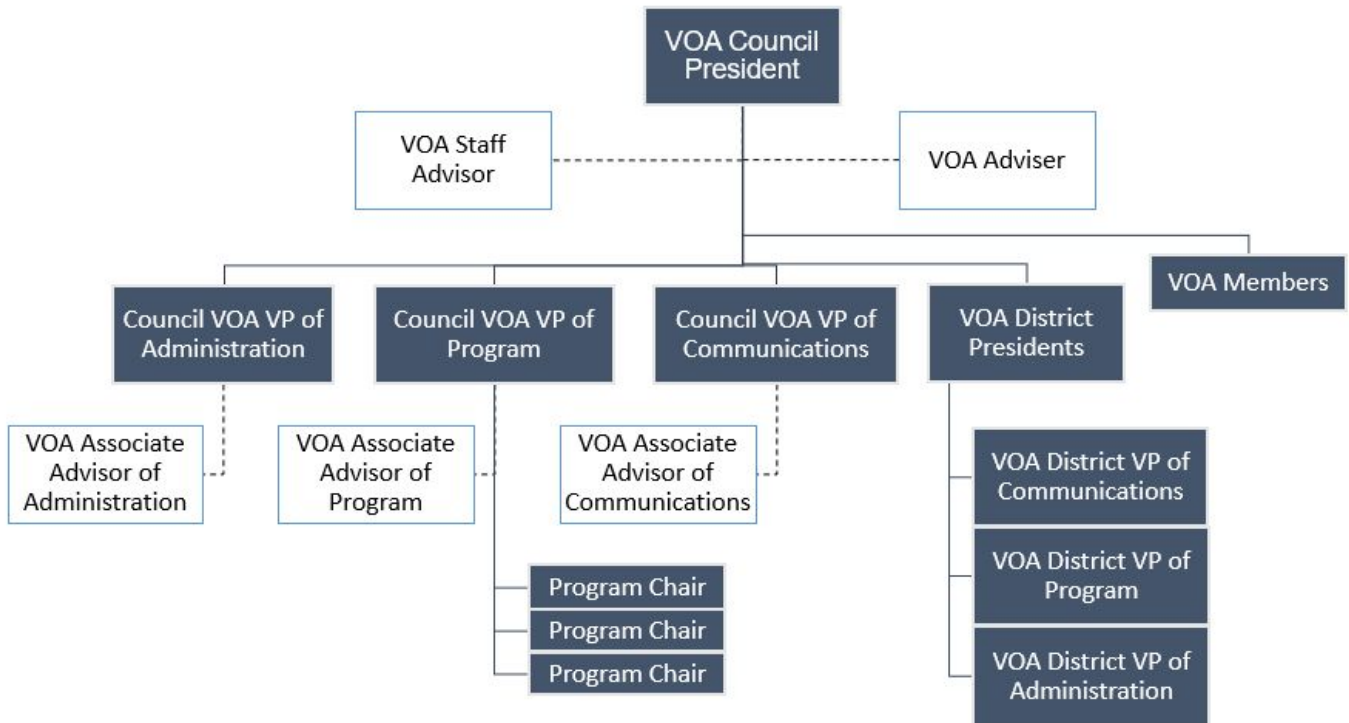 VOA Council
President
VOA Staff
Advisor
VOA Adviser
VOA Members
Council VOA VP of
Administration
Council VOA VP of
Program
Council VOA VP of
Communications
VOA District
Presidents
VOA Associate
Advisor of
Administration
VOA Associate
Advisor of
Program
VOA Associate
Advisor of
Communications
VOA District VP of
Communications
VOA District VP of
Program
VOA District VP of
Administration
Program Chair
Program Chair
Program Chair